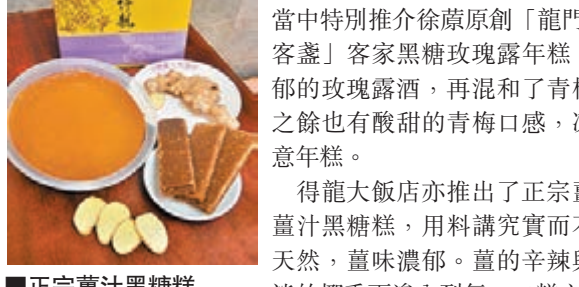 當中特別推介徐蒝原創「龍門
客盞」客家黑糖玫瑰露年糕
郁的玫瑰露酒，再混和了青梅
之餘也有酸甜的青梅口感，
意年糕。
得龍大飯店亦推出了正宗薑
薑汁黑糖糕，用料講究實而不
天然，薑味濃郁。薑的辛辣與
■正宗薑汁黑糖糕